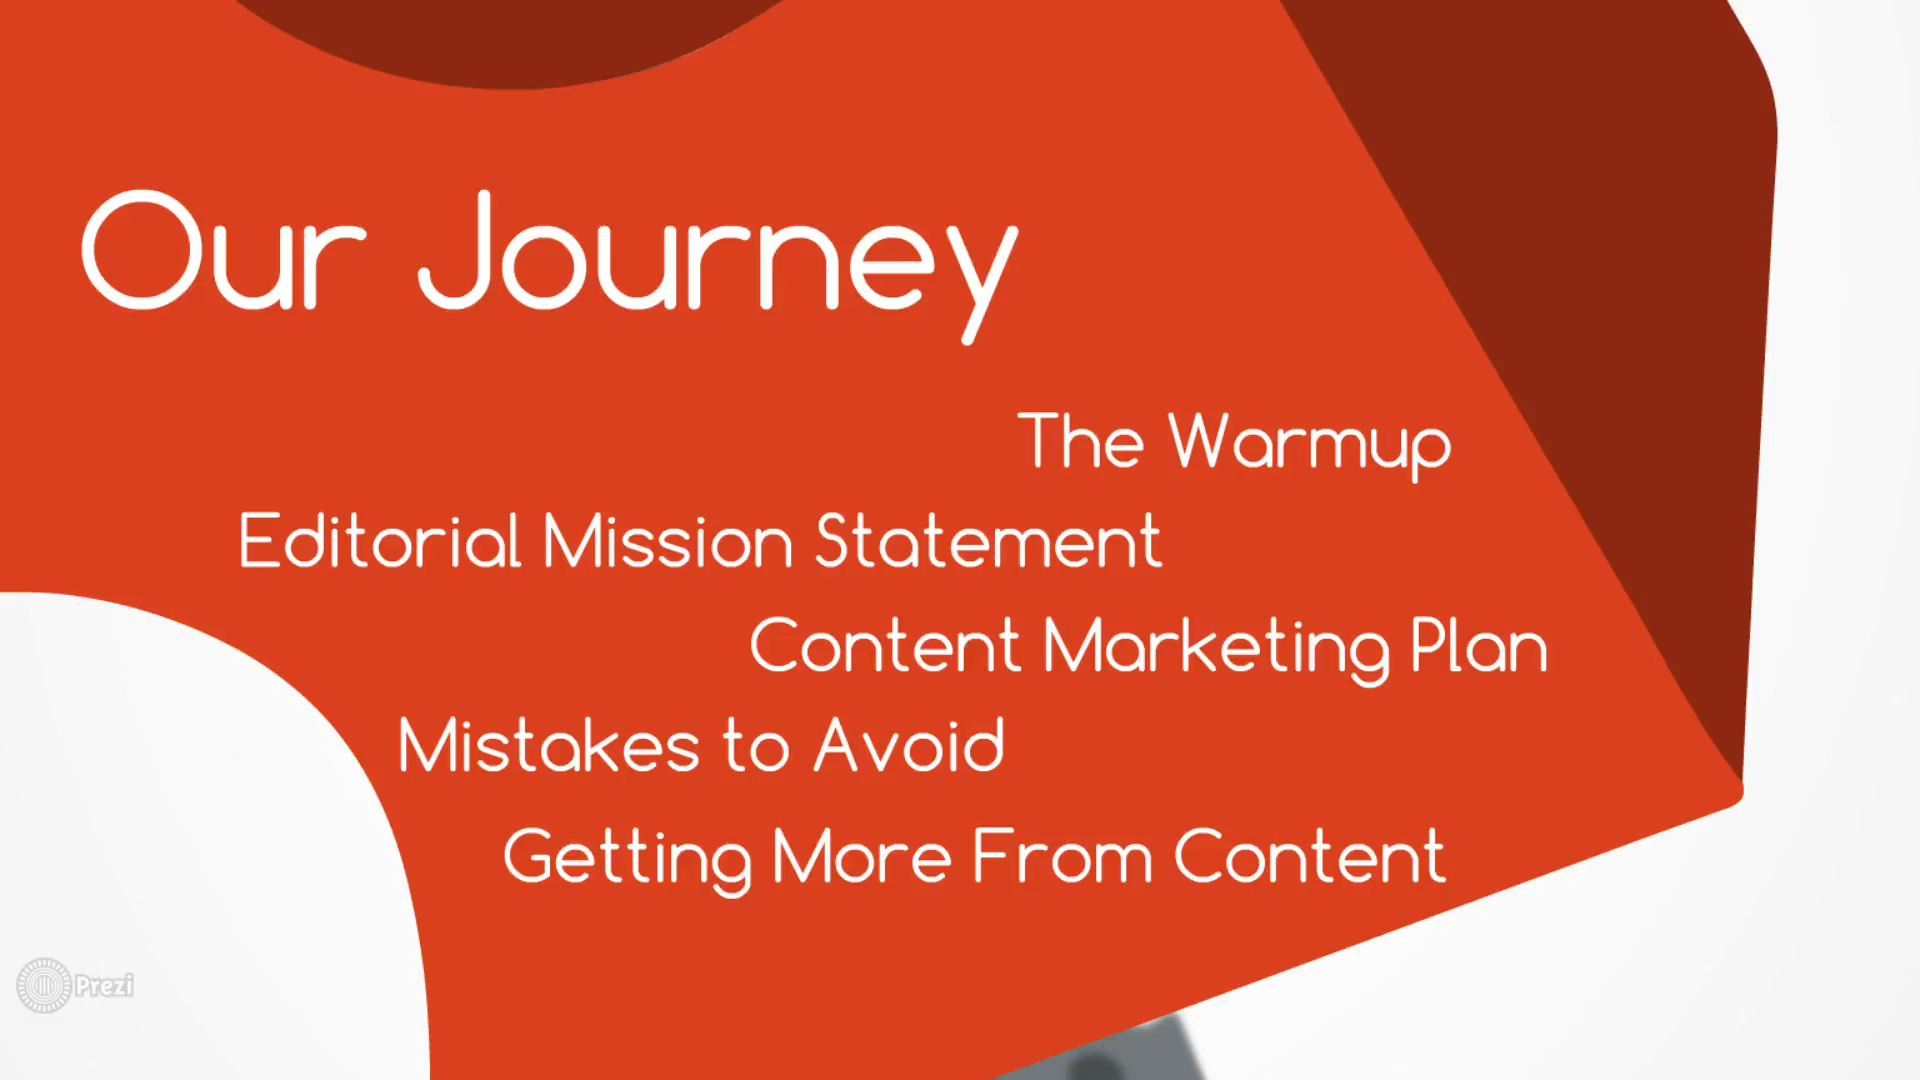 Our Journey
The Warmup
Editorial Mission Statement
Content Marketing Plan
Mistakes to Avoid
Getting More From Content
Prezi